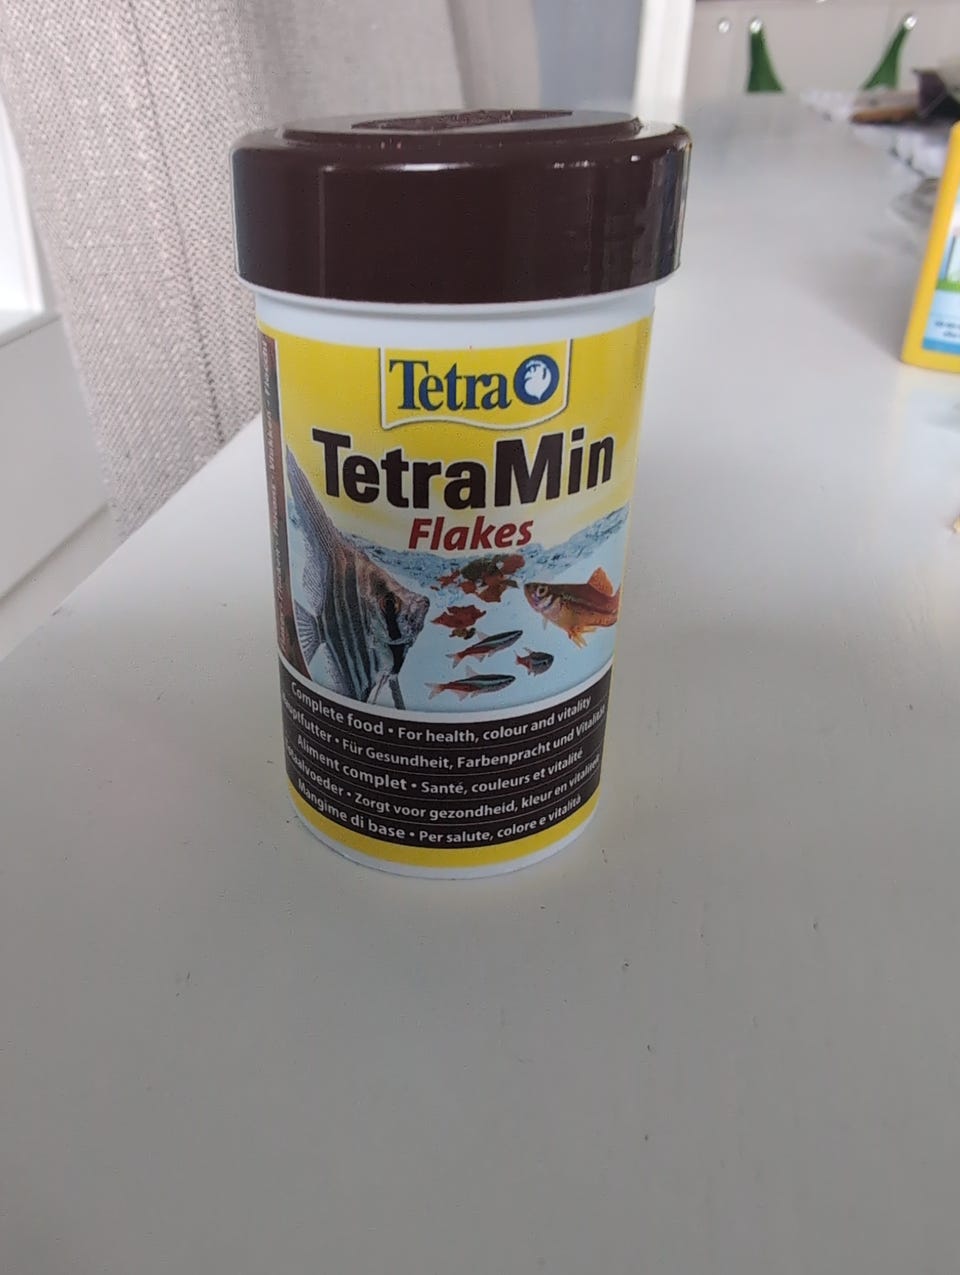 Tetra
TetraMin
Flakes
Complete food • For health, colour and vitality
• Für Gesundheit, Farbenpracht und Vitalität
Aliment complet • Santé, couleurs et vitalité
• Zorgt voor gezondheid, kleur en vitaliteit
Mangime di base • Per salute, colore e vitalità